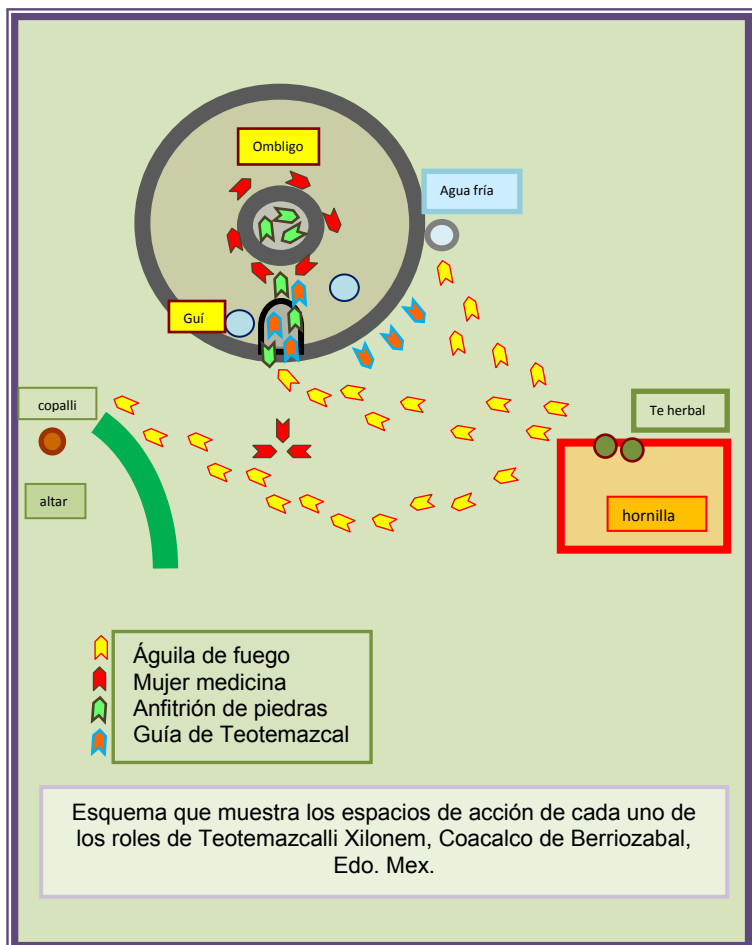 Ombligo
Agua fría
Guí
copalli
Te herbal
altar
hornilla
Águila de fuego
Mujer medicina
Anfitrión de piedras
Guía de Teotemazcal
Esquema que muestra los espacios de acción de cada uno de
los roles de Teotemazcalli Xilonem, Coacalco de Berriozabal,
Edo. Mex.